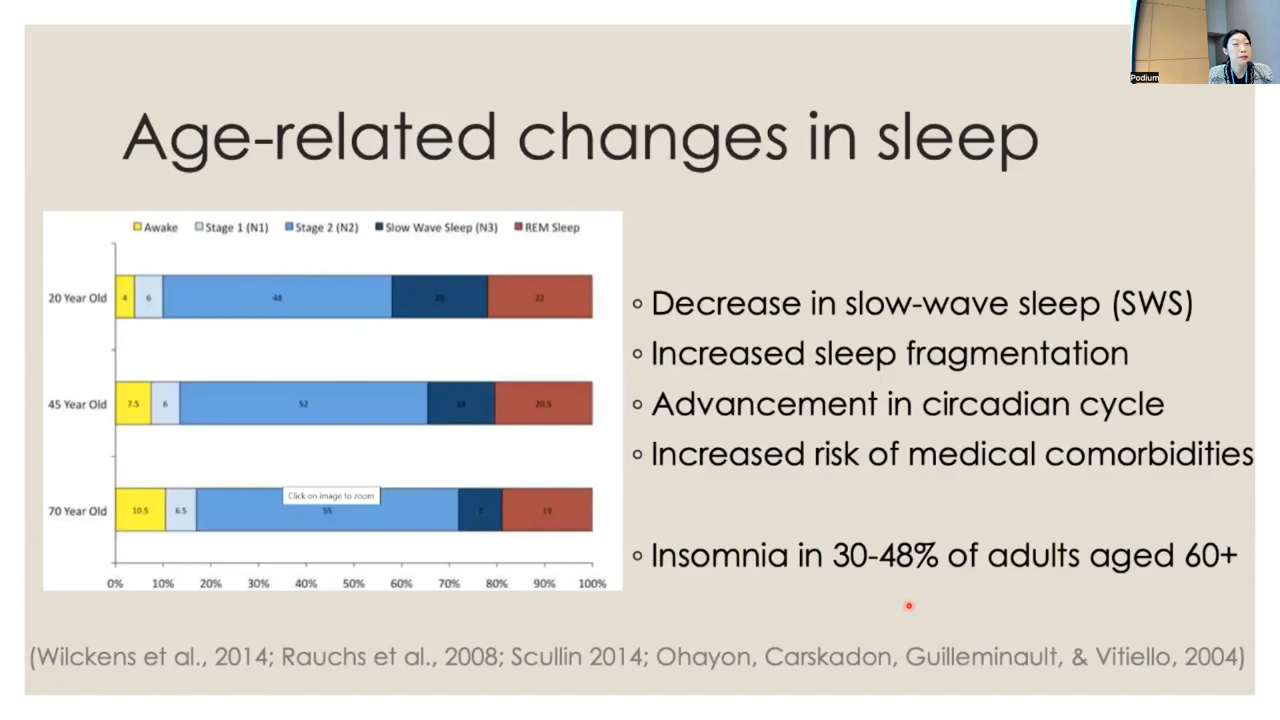 Podium
Age-related changes in sleep
Awake Stage 1 (N1) Stage 2 (N2) Slow Wave Sleep (N3) REM Sleep
20 Year Old 4 6 48 20 22
45 Year Old 7.5 6 52 14 20.5
70 Year Old 10.5 6.5 55 19
Click on image to zoom
0% 10% 20% 30% 40% 50% 60% 70% 80% 90% 100%
◦ Decrease in slow-wave sleep (SWS)
◦ Increased sleep fragmentation
◦ Advancement in circadian cycle
◦ Increased risk of medical comorbidities
◦ Insomnia in 30-48% of adults aged 60+
(Wilckens et al., 2014; Rauchs et al., 2008; Scullin 2014; Ohayon, Carskadon, Guilleminault, & Vitiello, 2004)